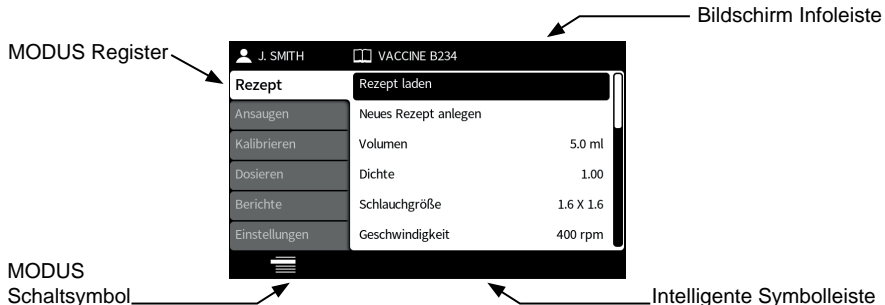 Bildschirm Infoleiste
MODUS Register
J. SMITH VACCINE B234
Rezept Rezept laden
Ansaugen Neues Rezept anlegen
Kalibrieren Volumen 5.0 ml
Dosieren Dichte 1.00
Berichte Schlauchgröße 1.6 X 1.6
Einstellungen Geschwindigkeit 400 rpm
MODUS
Schaltsymbol Intelligente Symbolleiste